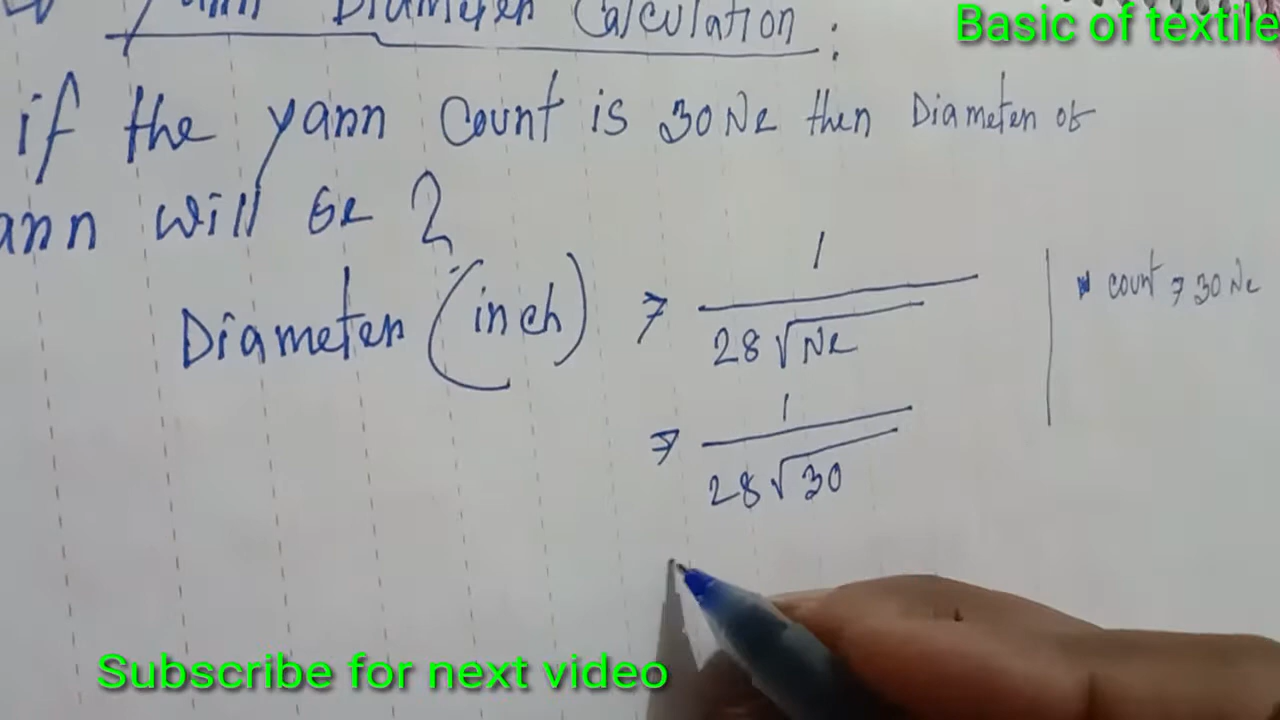 Basic of textile
Diameter Calculation :
if the yarn Count is 30 Ne then Diameter of
will be ?
Diameter (inch) ⇒ 1
28√Ne
count ⇒ 30 Ne
⇒ 1
28√30
Subscribe for next video